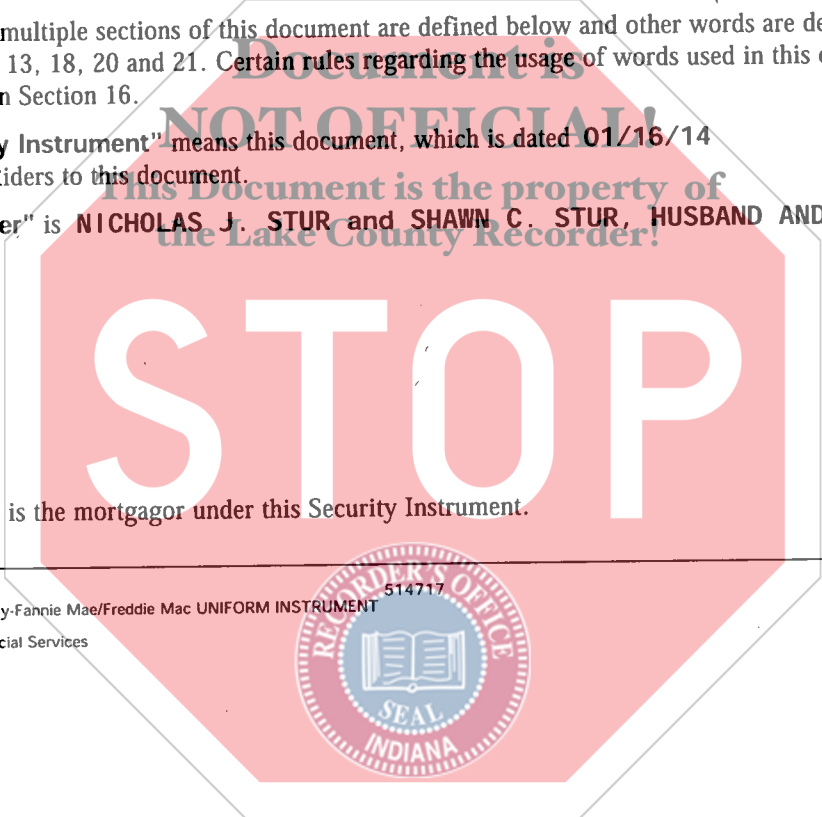 multiple sections of this document are defined below and other words are de
13, 18, 20 and 21. Certain rules regarding the usage of words used in this
n Section 16.
Document is
NOT OFFICIAL!
This Document is the property of
the Lake County Recorder!
y Instrument" means this document, which is dated 01/16/14
iders to this document.
er" is NICHOLAS J. STUR and SHAWN C. STUR, HUSBAND AND
STOP
is the mortgagor under this Security Instrument.
514717
y-Fannie Mae/Freddie Mac UNIFORM INSTRUMENT
cial Services
RECORDER'S OFFICE
SEAL
INDIANA